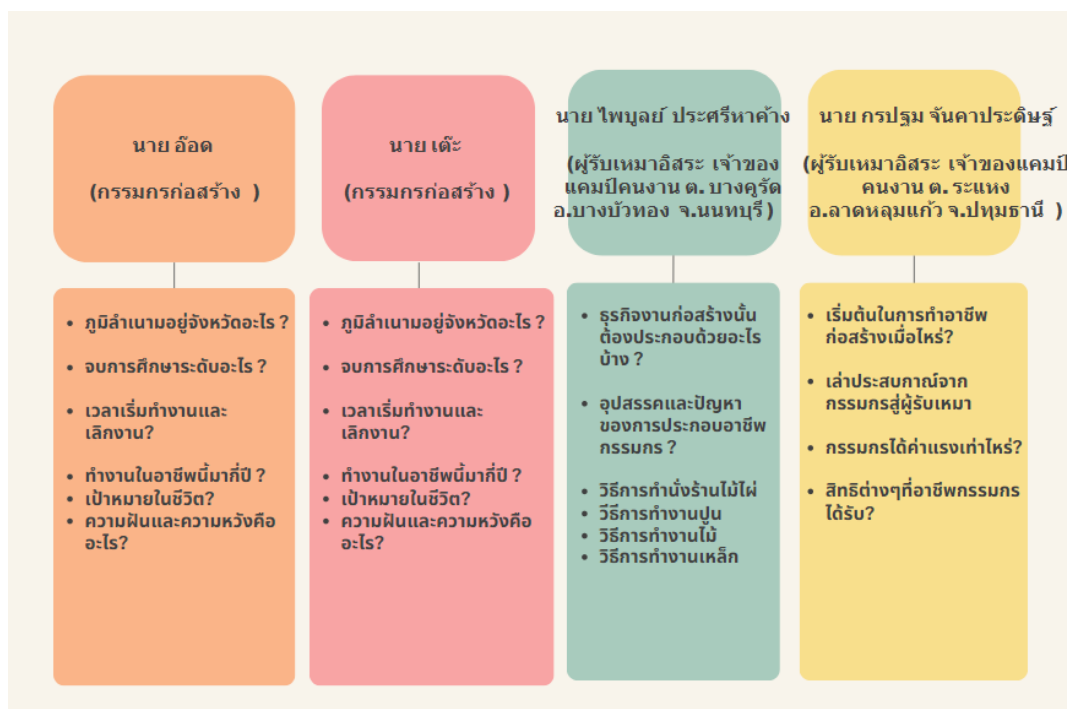 นาย อ๊อด
(กรรมกรก่อสร้าง )
• ภูมิลำเนามอยู่จังหวัดอะไร ?
• จบการศึกษาระดับอะไร ?
• เวลาเริ่มทำงานและ
เลิกงาน?
• ทำงานในอาชีพนี้มากี่ปี ?
• เป้าหมายในชีวิต?
• ความฝันและความหวังคือ
อะไร?
นาย เต๊ะ
(กรรมกรก่อสร้าง )
• ภูมิลำเนามอยู่จังหวัดอะไร ?
• จบการศึกษาระดับอะไร ?
• เวลาเริ่มทำงานและ
เลิกงาน?
• ทำงานในอาชีพนี้มากี่ปี ?
• เป้าหมายในชีวิต?
• ความฝันและความหวังคือ
อะไร?
นาย ไพบูลย์ ประศรีหาค้าง
(ผู้รับเหมาอิสระ เจ้าของ
แคมป์คนงาน ต. บางคูรัด
อ.บางบัวทอง จ.นนทบุรี )
• ธุรกิจงานก่อสร้างนั้น
ต้องประกอบด้วยอะไร
บ้าง ?
• อุปสรรคและปัญหา
ของการประกอบอาชีพ
กรรมกร ?
• วิธีการทำนั่งร้านไม้ไผ่
• วีธีการทำงานปูน
• วิธีการทำงานไม้
• วิธีการทำงานเหล็ก
นาย กรปฐม จันคาประดิษฐ์
(ผู้รับเหมาอิสระ เจ้าของแคมป์
คนงาน ต. ระแหง
อ.ลาดหลุมแก้ว จ.ปทุมธานี )
• เริ่มต้นในการทำอาชีพ
ก่อสร้างเมื่อไหร่?
• เล่าประสบกาณ์จาก
กรรมกรสู่ผู้รับเหมา
• กรรมกรได้ค่าแรงเท่าไหร่?
• สิทธิต่างๆที่อาชีพกรรมกร
ได้รับ?